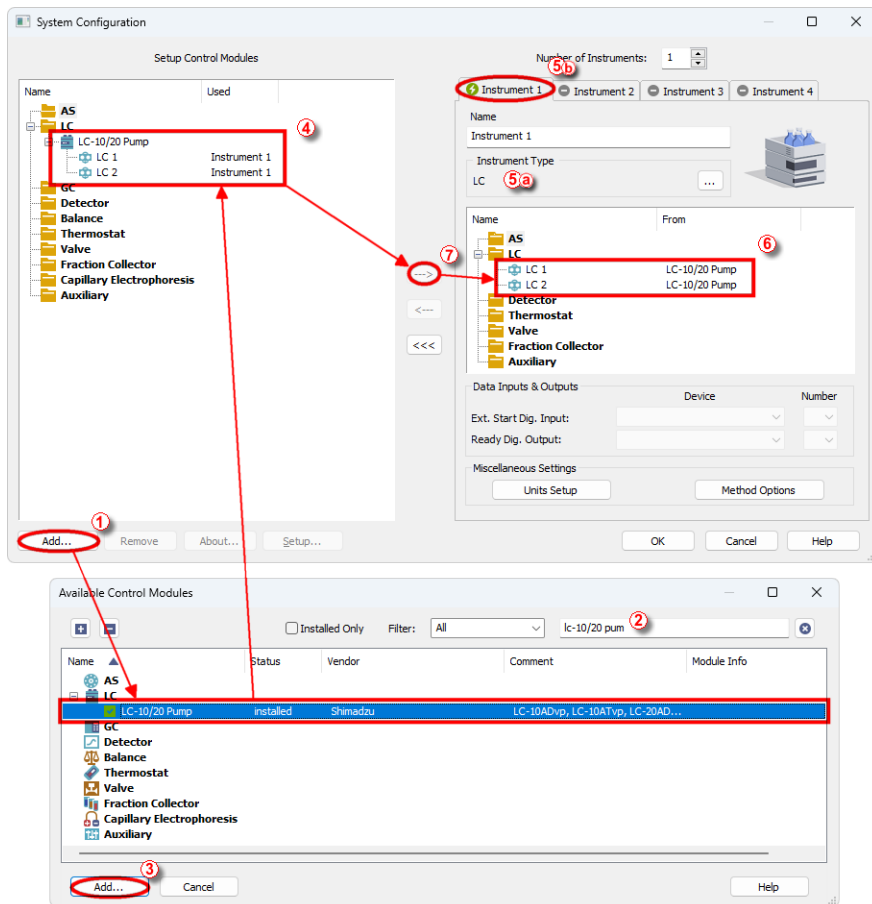 System Configuration
Setup Control Modules
Number of Instruments: 1
5 b
Name Used
AS
LC
LC-10/20 Pump
LC 1 Instrument 1
LC 2 Instrument 1
GC
Detector
Balance
Thermostat
Valve
Fraction Collector
Capillary Electrophoresis
Auxiliary
4
Instrument 1 Instrument 2 Instrument 3 Instrument 4
Name
Instrument 1
Instrument Type
LC 5 a ...
Name From
AS
LC
LC 1 LC-10/20 Pump
LC 2 LC-10/20 Pump
Detector
Thermostat
Valve
Fraction Collector
Auxiliary
6
7
--->
<---
<<<
Data Inputs & Outputs
Device Number
Ext. Start Dig. Input:
Ready Dig. Output:
Miscellaneous Settings
Units Setup Method Options
1
Add... Remove About... Setup... OK Cancel Help
Available Control Modules
Installed Only Filter: All lc-10/20 pum 2
Name Status Vendor Comment Module Info
AS
LC
LC-10/20 Pump installed Shimadzu LC-10ADvp, LC-10ATvp, LC-20AD...
GC
Detector
Balance
Thermostat
Valve
Fraction Collector
Capillary Electrophoresis
Auxiliary
3
Add... Cancel Help